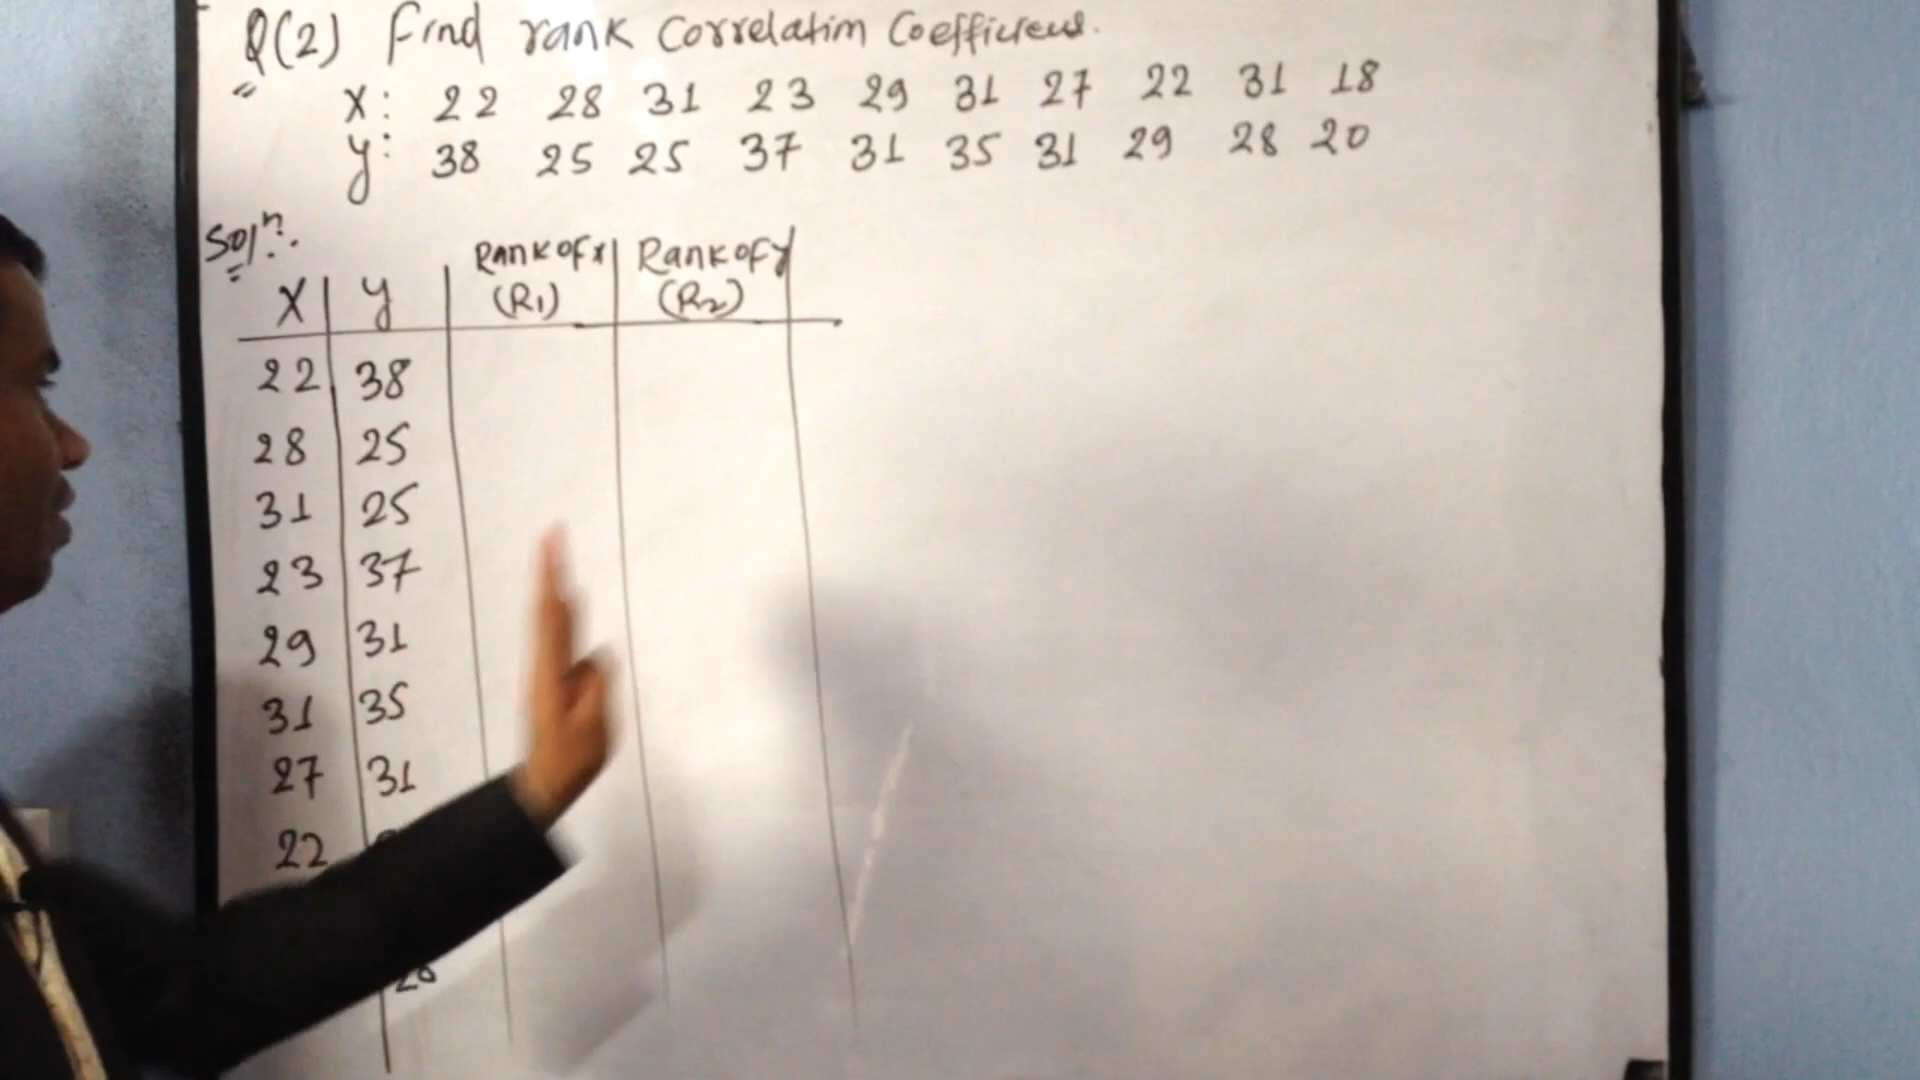 Q(2) Find rank Correlation Coefficient.
X: 22 28 31 23 29 31 27 22 31 18
y: 38 25 25 37 31 35 31 29 28 20
Solⁿ.
X y Rank of x (R₁) Rank of y (R₂)
22 38
28 25
31 25
23 37
29 31
31 35
27 31
22
20